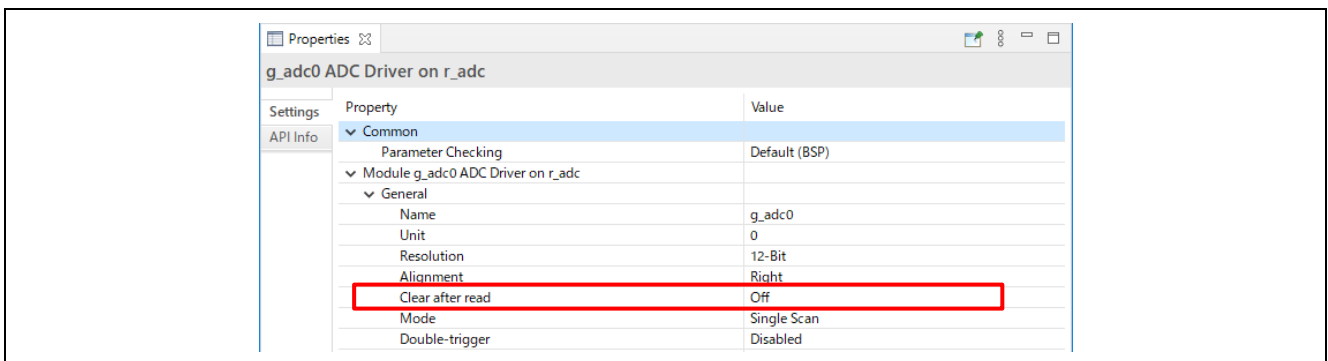 Properties
g_adc0 ADC Driver on r_adc
Settings
API Info
Property Value
Common
Parameter Checking Default (BSP)
Module g_adc0 ADC Driver on r_adc
General
Name g_adc0
Unit 0
Resolution 12-Bit
Alignment Right
Clear after read Off
Mode Single Scan
Double-trigger Disabled